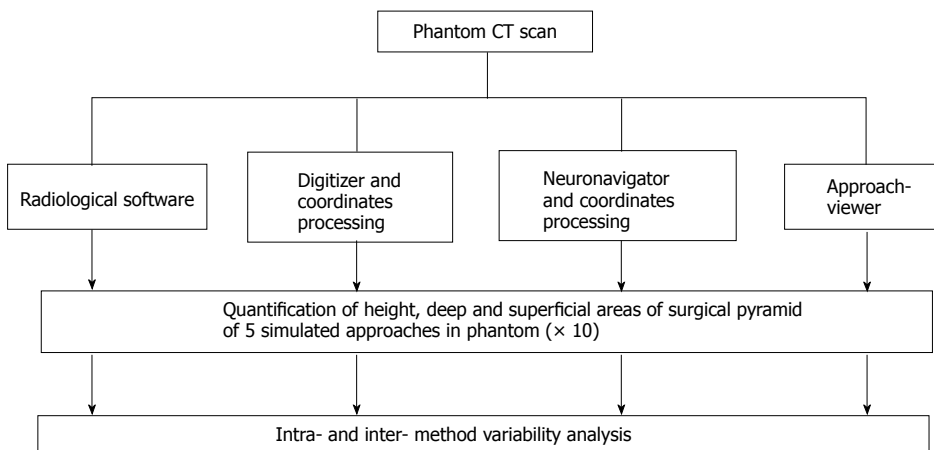 Phantom CT scan
Radiological software
Digitizer and
coordinates
processing
Neuronavigator
and coordinates
processing
Approach-
viewer
Quantification of height, deep and superficial areas of surgical pyramid
of 5 simulated approaches in phantom (× 10)
Intra- and inter- method variability analysis